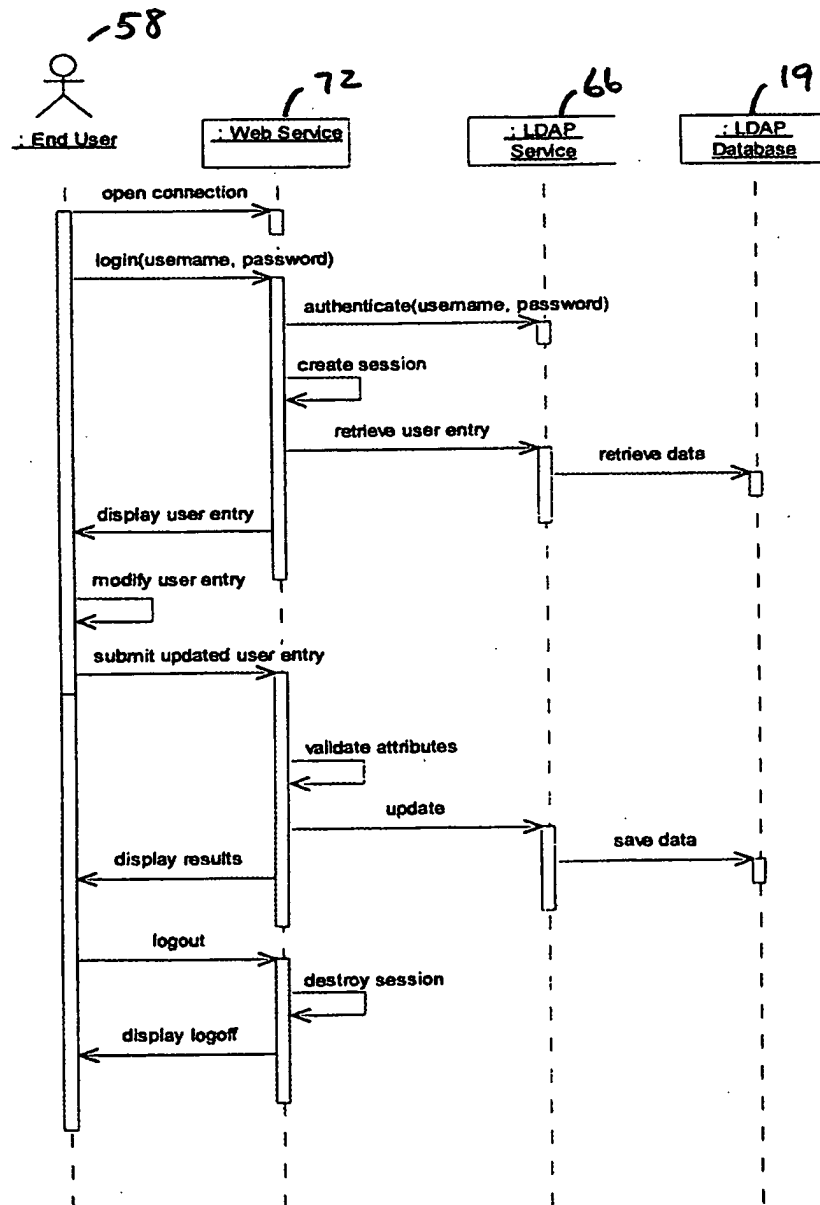 58
72
66
19
: End User
: Web Service
: LDAP
Service
: LDAP
Database
open connection
login(username, password)
authenticate(username, password)
create session
retrieve user entry
retrieve data
display user entry
modify user entry
submit updated user entry
validate attributes
update
save data
display results
logout
destroy session
display logoff